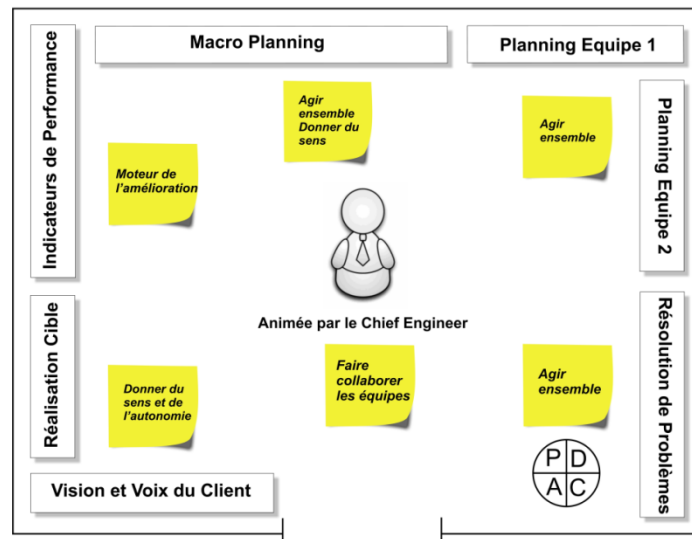 Macro Planning
Planning Equipe 1
Indicateurs de Performance
Agir
ensemble
Donner du
sens
Agir
ensemble
Planning Equipe 2
Moteur de
l'amélioration
Animée par le Chief Engineer
Réalisation Cible
Donner du
sens et de
l'autonomie
Faire
collaborer
les équipes
Agir
ensemble
Résolution de Problèmes
P D
A C
Vision et Voix du Client